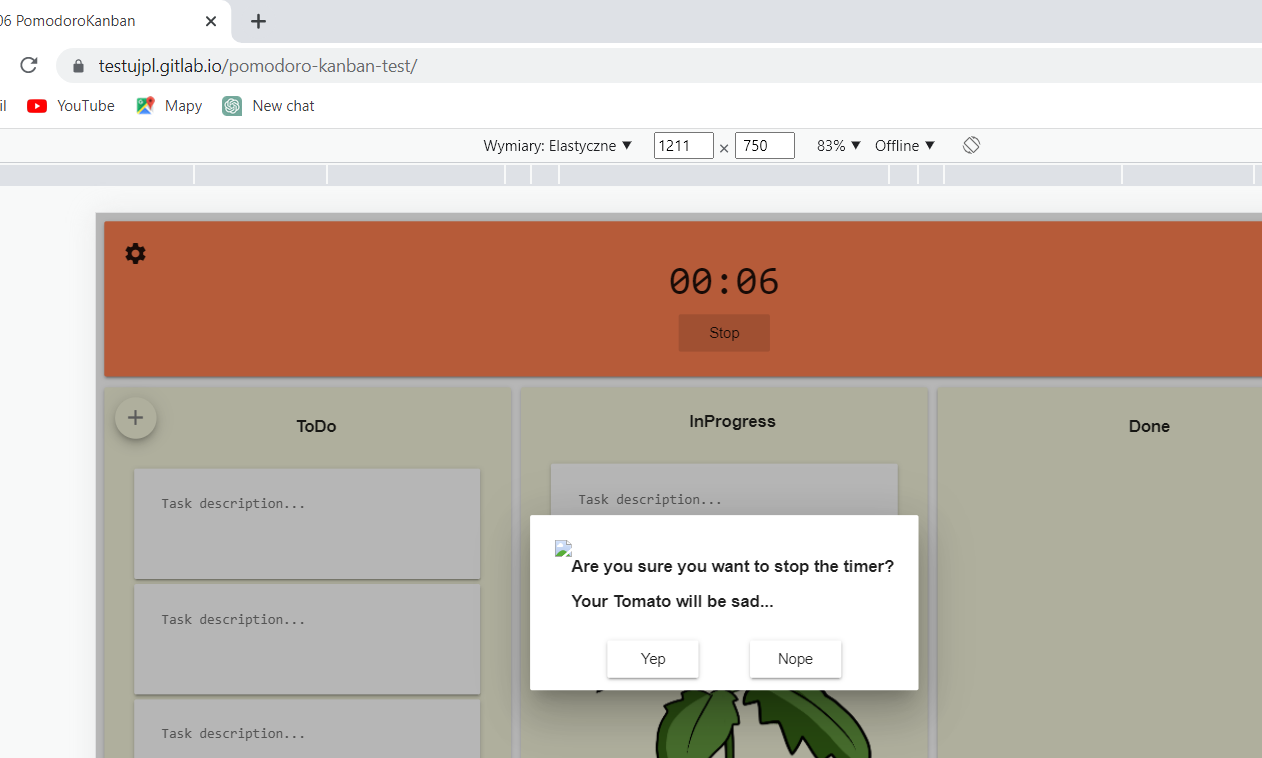 06 PomodoroKanban
testujpl.gitlab.io/pomodoro-kanban-test/
il YouTube Mapy New chat
Wymiary: Elastyczne ▼ 1211 × 750 83% ▼ Offline ▼
00:06
Stop
ToDo
InProgress
Done
Task description...
Task description...
Are you sure you want to stop the timer?
Your Tomato will be sad...
Task description...
Yep
Nope
Task description...